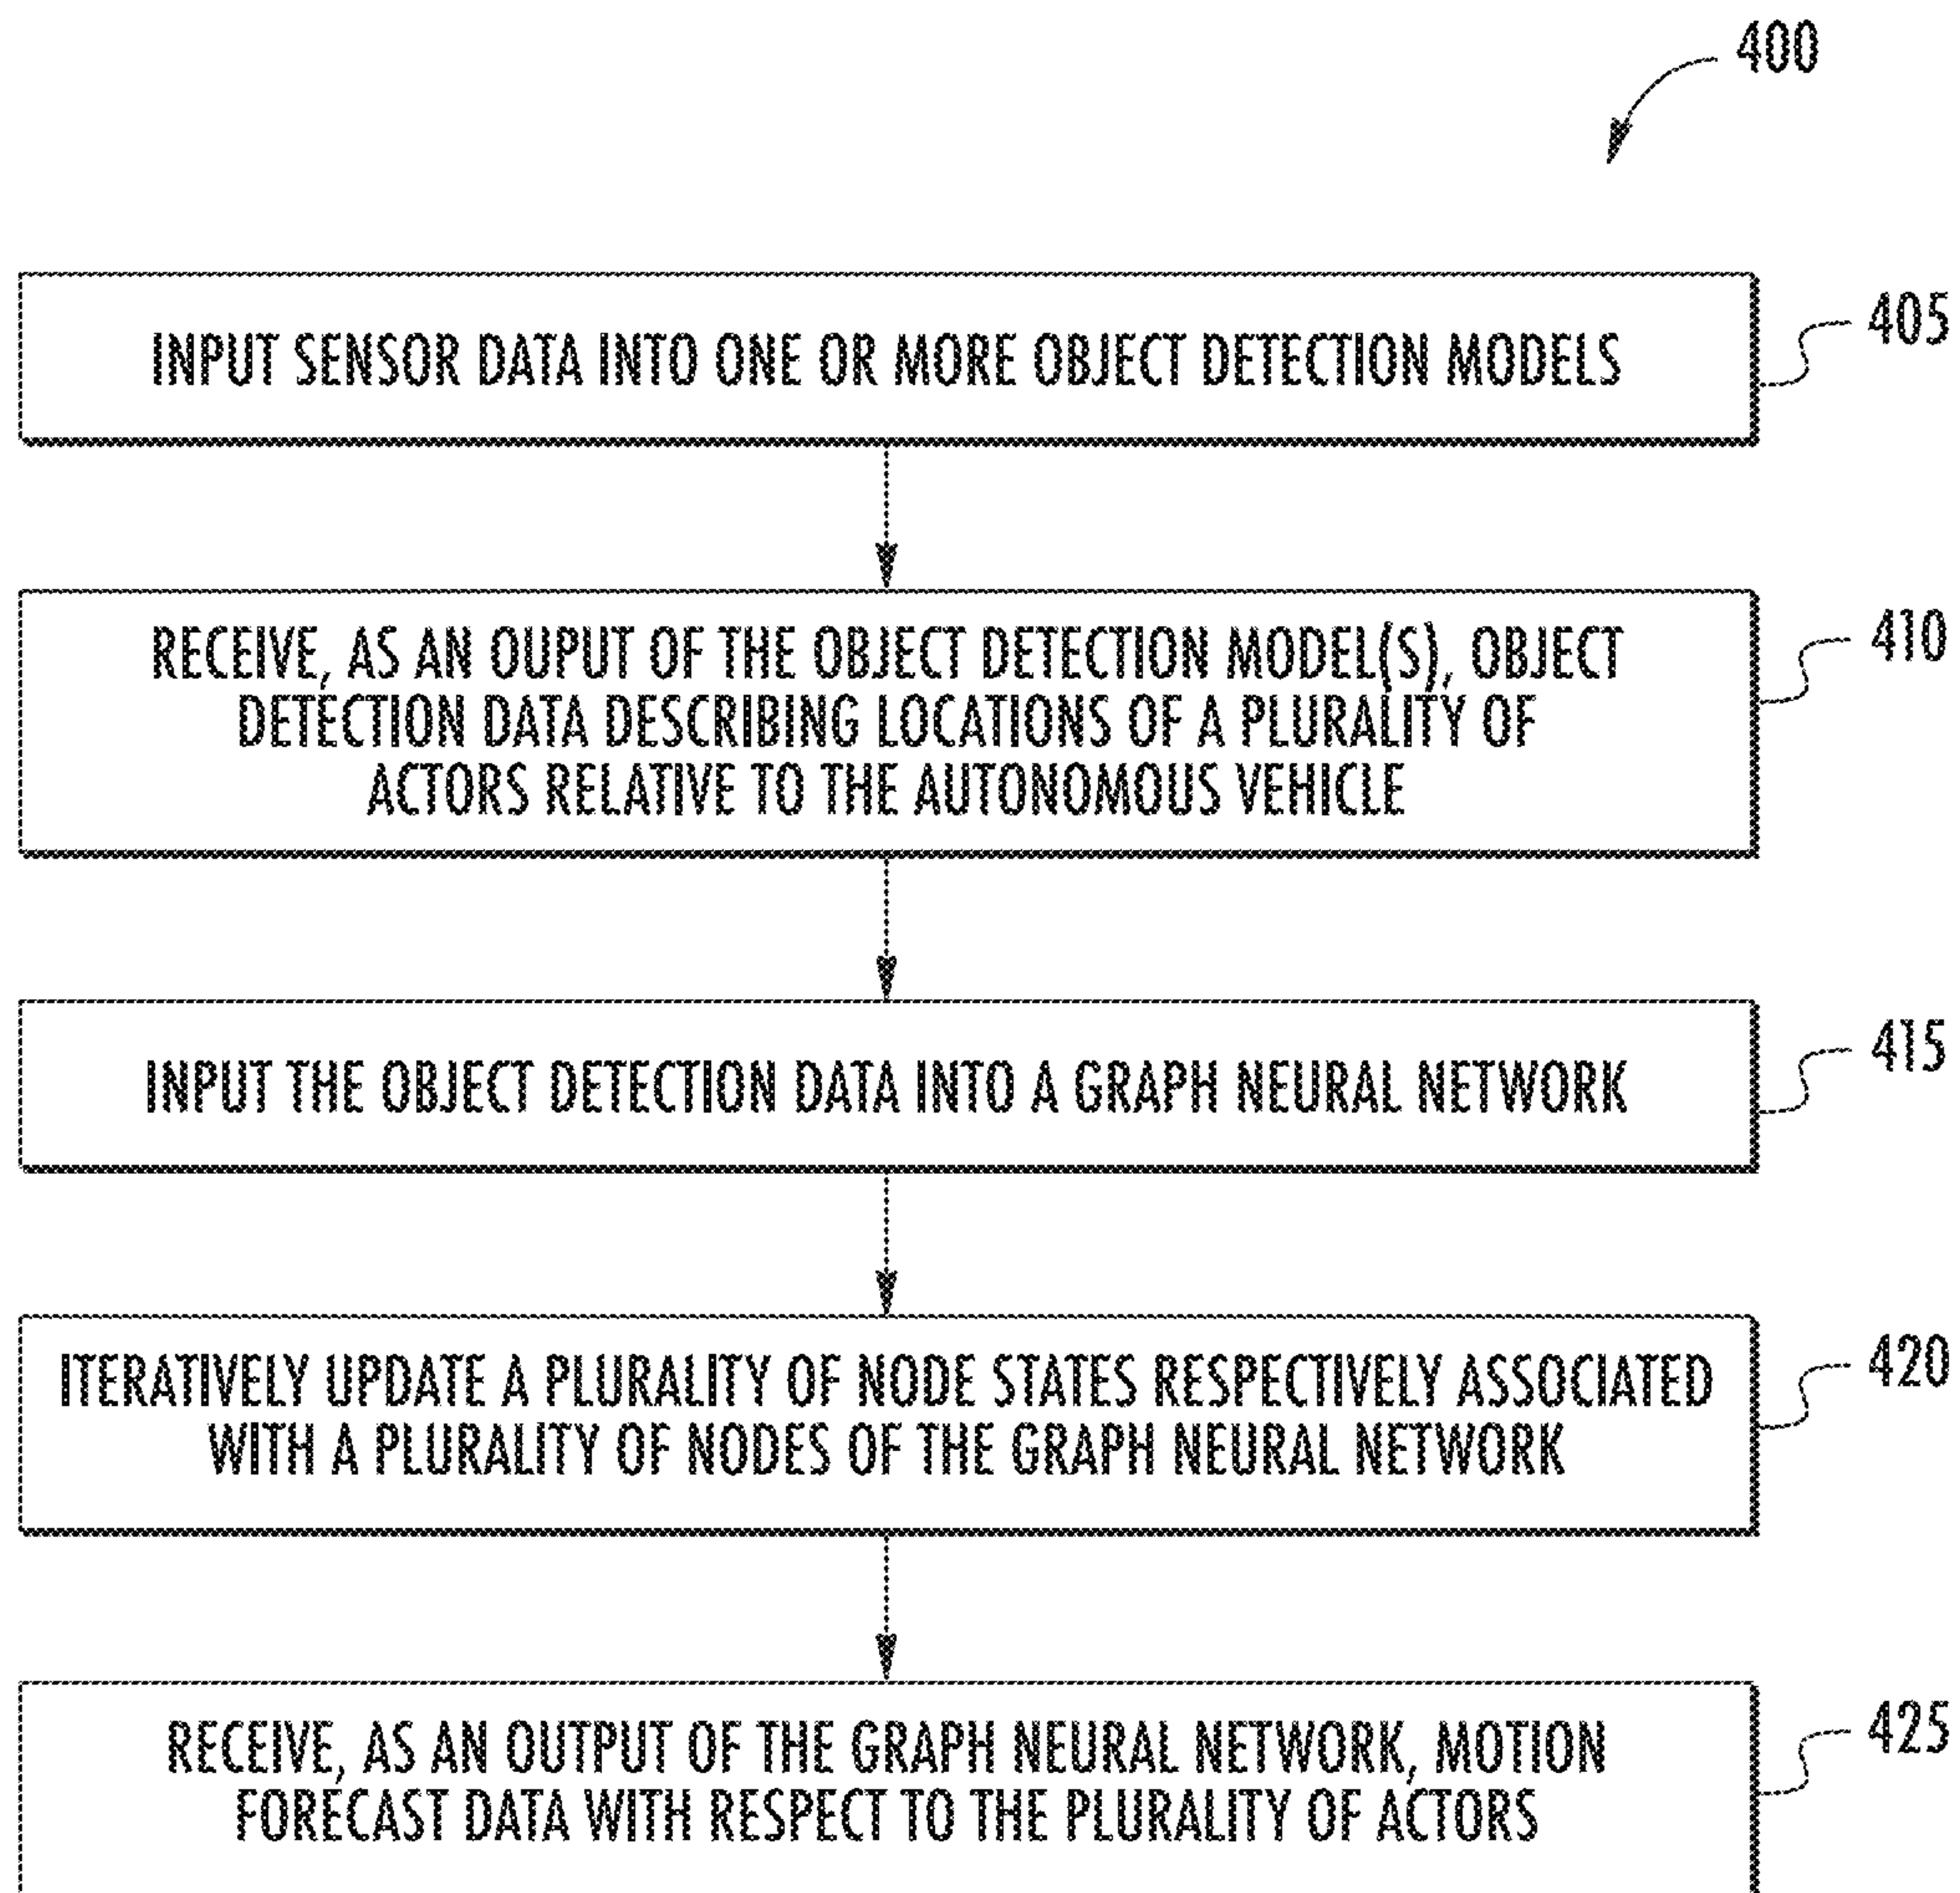 400
INPUT SENSOR DATA INTO ONE OR MORE OBJECT DETECTION MODELS
405
RECEIVE, AS AN OUPUT OF THE OBJECT DETECTION MODEL(S), OBJECT
DETECTION DATA DESCRIBING LOCATIONS OF A PLURALITY OF
ACTORS RELATIVE TO THE AUTONOMOUS VEHICLE
410
INPUT THE OBJECT DETECTION DATA INTO A GRAPH NEURAL NETWORK
415
ITERATIVELY UPDATE A PLURALITY OF NODE STATES RESPECTIVELY ASSOCIATED
WITH A PLURALITY OF NODES OF THE GRAPH NEURAL NETWORK
420
RECEIVE, AS AN OUTPUT OF THE GRAPH NEURAL NETWORK, MOTION
FORECAST DATA WITH RESPECT TO THE PLURALITY OF ACTORS
425